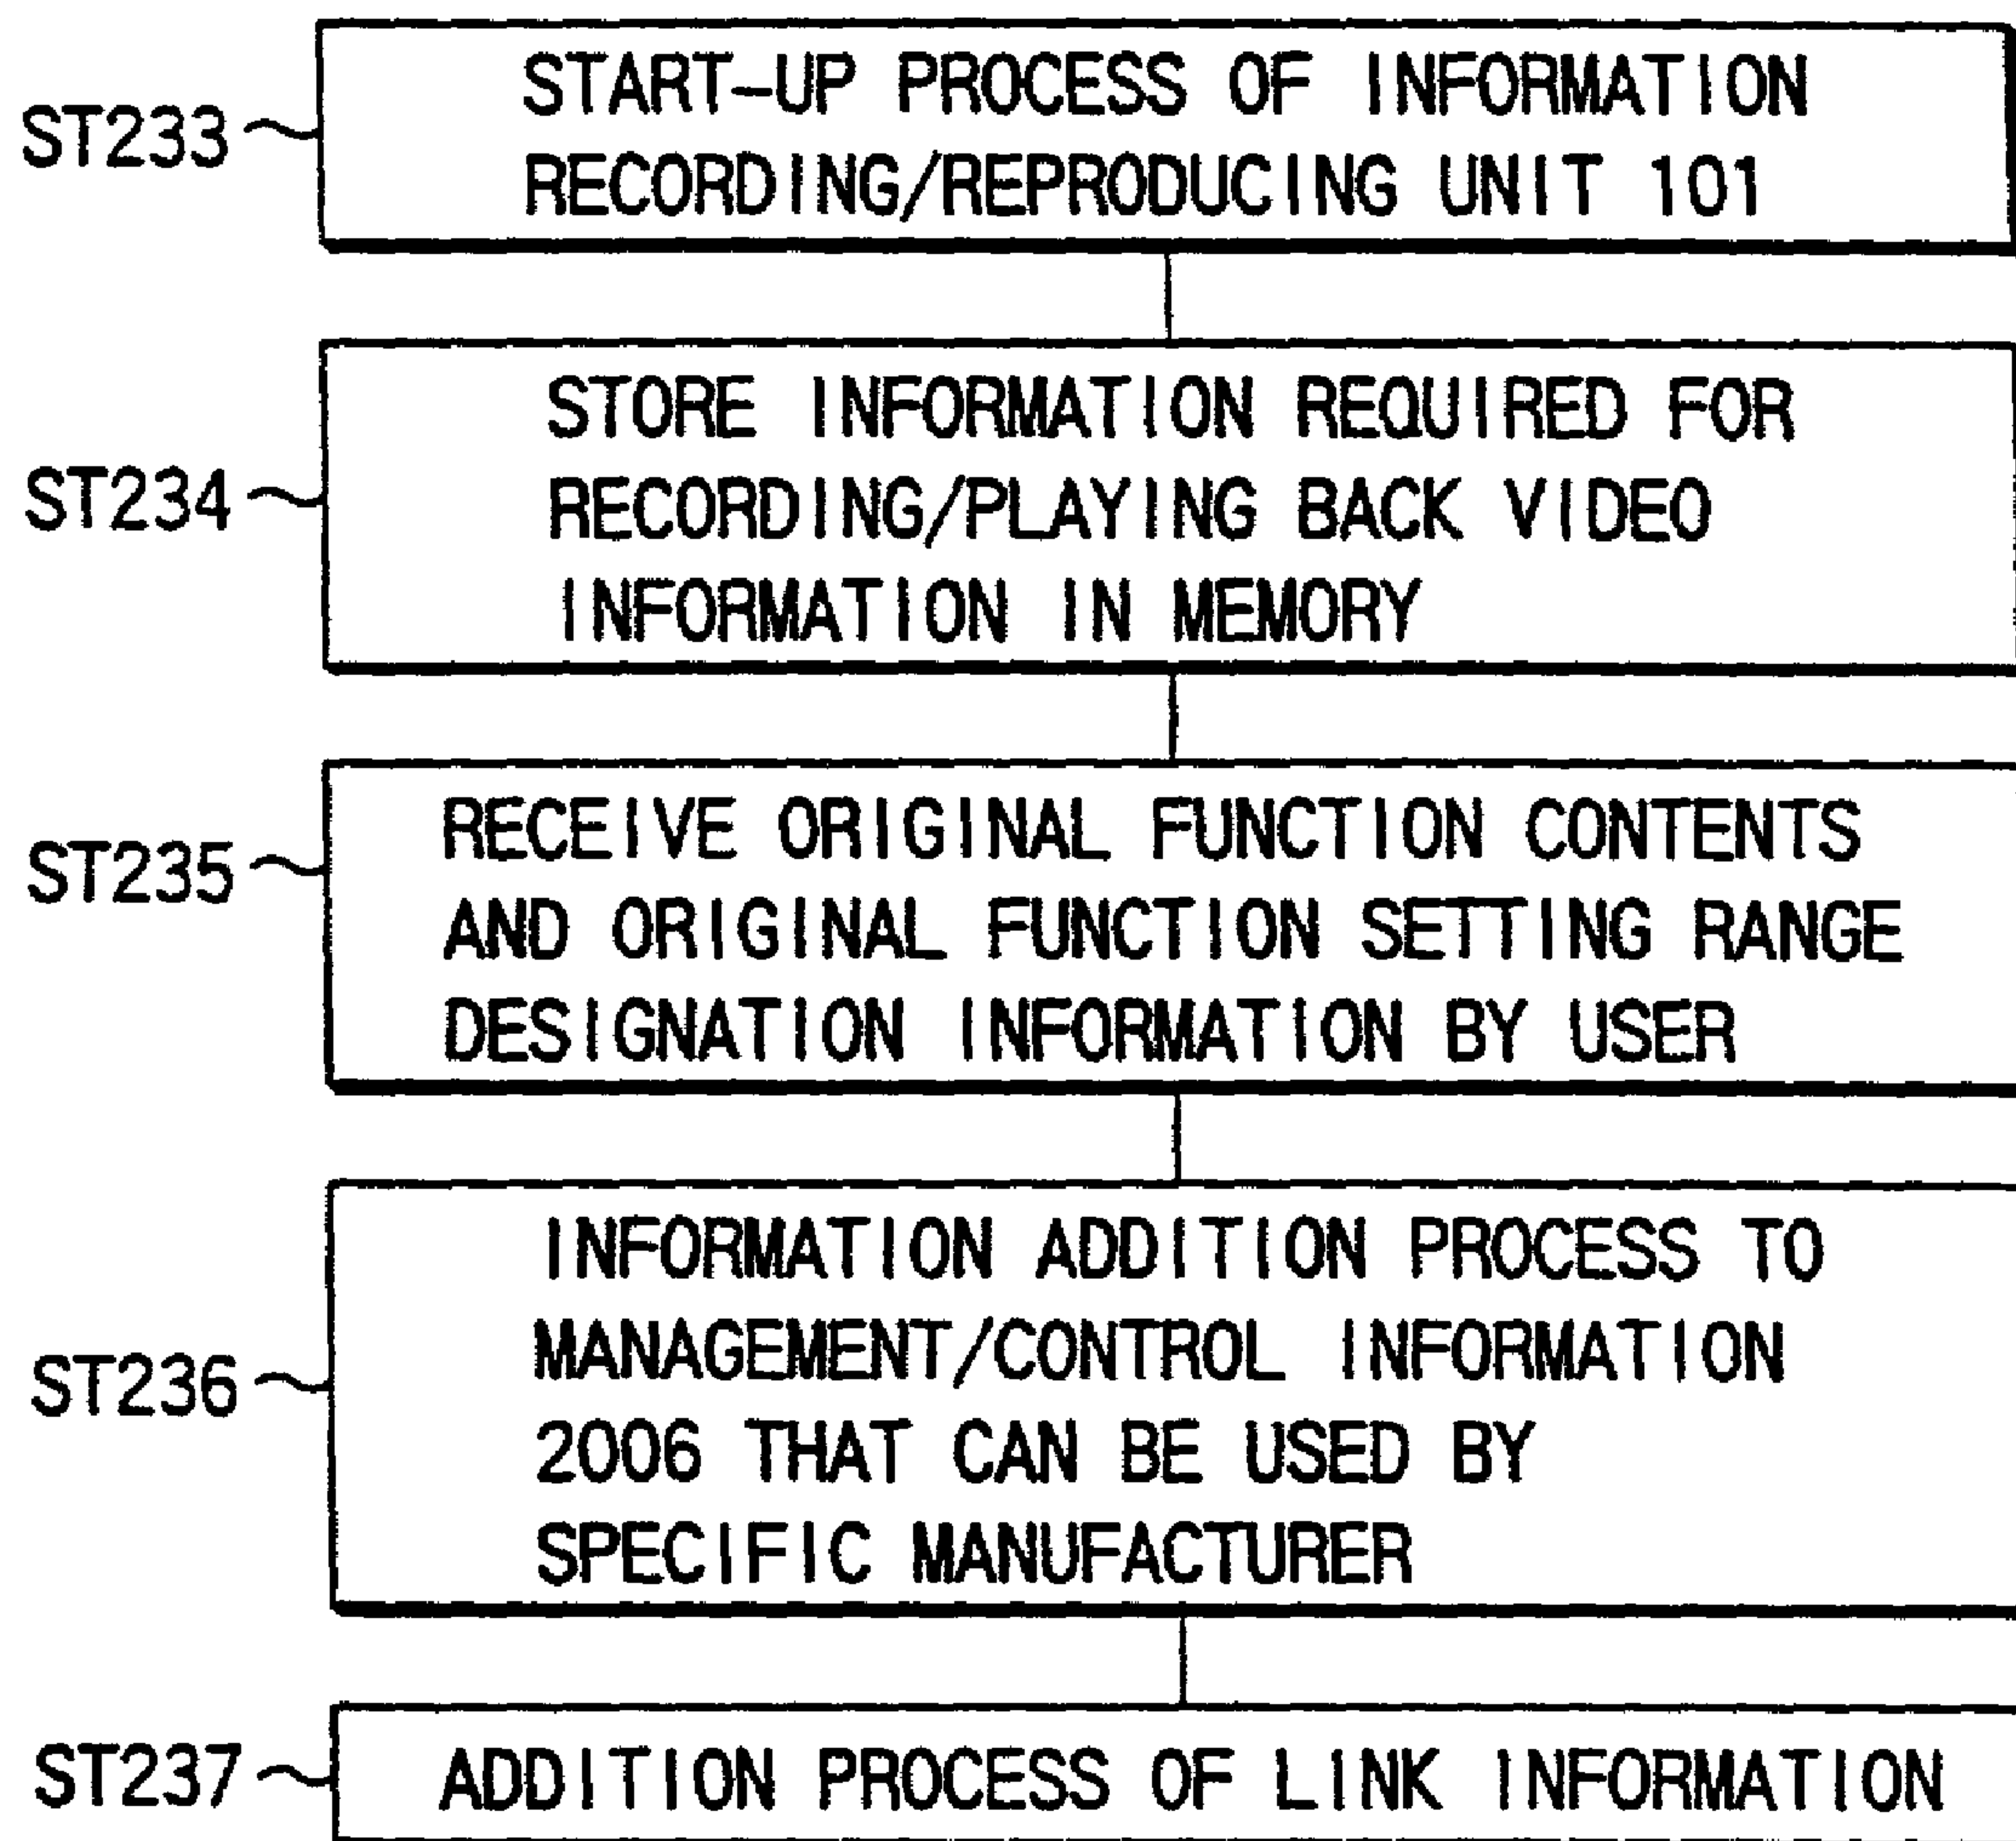 ST233
START-UP PROCESS OF INFORMATION
RECORDING/REPRODUCING UNIT 101
ST234
STORE INFORMATION REQUIRED FOR
RECORDING/PLAYING BACK VIDEO
INFORMATION IN MEMORY
ST235
RECEIVE ORIGINAL FUNCTION CONTENTS
AND ORIGINAL FUNCTION SETTING RANGE
DESIGNATION INFORMATION BY USER
ST236
INFORMATION ADDITION PROCESS TO
MANAGEMENT/CONTROL INFORMATION
2006 THAT CAN BE USED BY
SPECIFIC MANUFACTURER
ST237
ADDITION PROCESS OF LINK INFORMATION